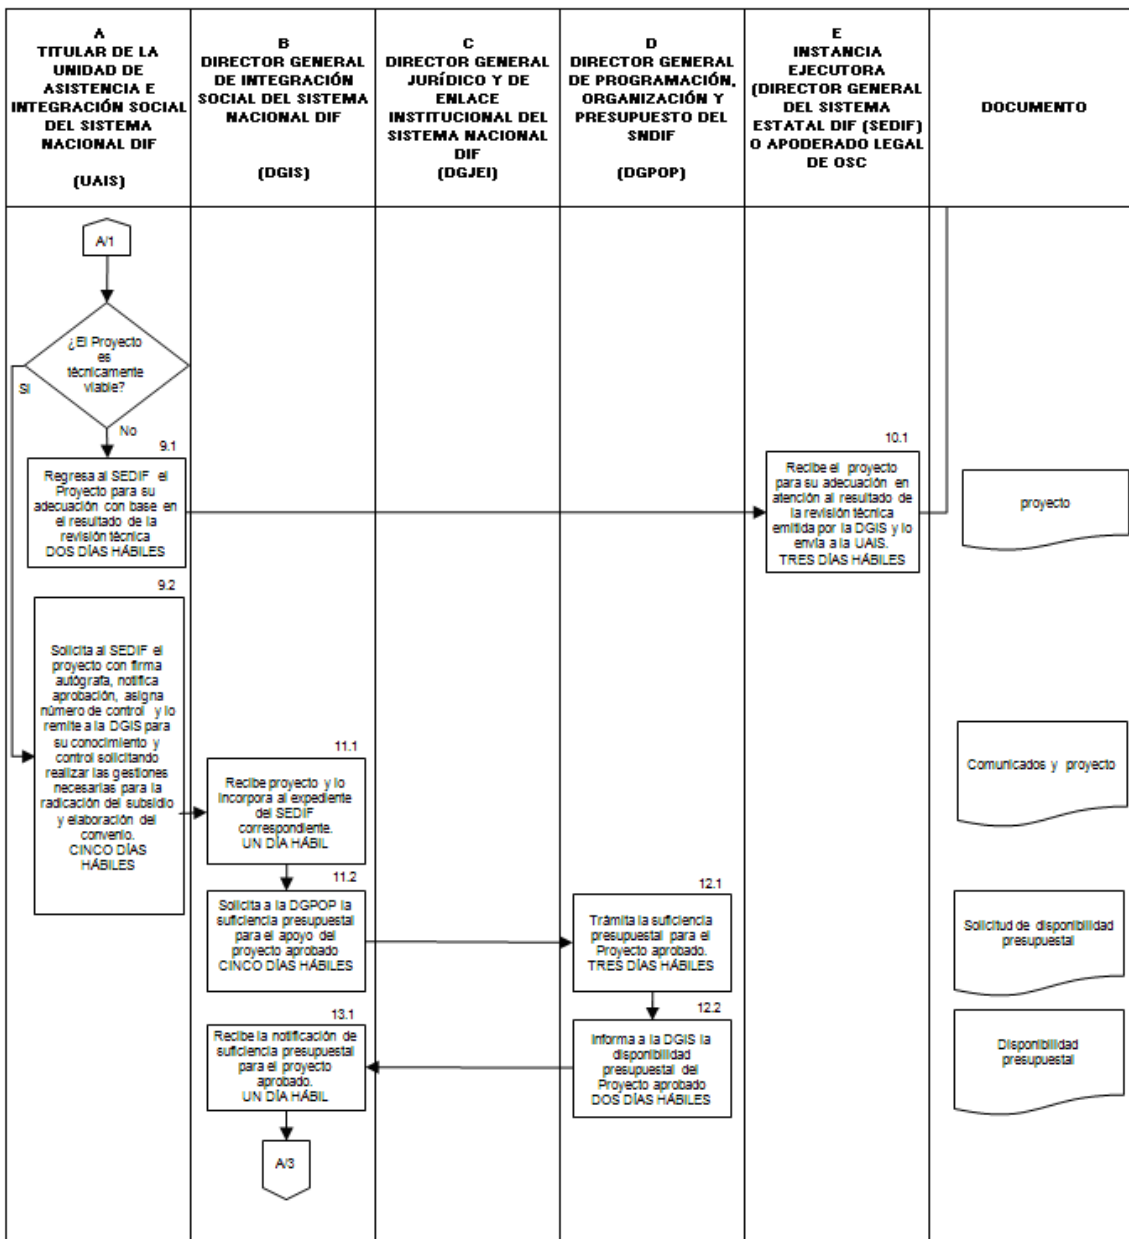 A
TITULAR DE LA
UNIDAD DE
ASISTENCIA E
INTEGRACIÓN SOCIAL
DEL SISTEMA
NACIONAL DIF
(UAIS)
B
DIRECTOR GENERAL
DE INTEGRACIÓN
SOCIAL DEL SISTEMA
NACIONAL DIF
(DGIS)
C
DIRECTOR GENERAL
JURÍDICO Y DE
ENLACE
INSTITUCIONAL DEL
SISTEMA NACIONAL
DIF
(DGJEI)
D
DIRECTOR GENERAL
DE PROGRAMACIÓN,
ORGANIZACIÓN Y
PRESUPUESTO DEL
SNDIF
(DGPOP)
E
INSTANCIA
EJECUTORA
(DIRECTOR GENERAL
DEL SISTEMA
ESTATAL DIF (SEDIF)
O APODERADO LEGAL
DE OSC
DOCUMENTO
A/1
¿El Proyecto
es
técnicamente
viable?
Si
No
9.1
Regresa al SEDIF el
Proyecto para su
adecuación con base en
el resultado de la
revisión técnica
DOS DÍAS HÁBILES
10.1
Recibe el proyecto
para su adecuación en
atención al resultado de
la revisión técnica
emitida por la DGIS y lo
envía a la UAIS.
TRES DÍAS HÁBILES
proyecto
9.2
Solicita al SEDIF el
proyecto con firma
autógrafa, notifica
aprobación, asigna
número de control y lo
remite a la DGIS para
su conocimiento y
control solicitando
realizar las gestiones
necesarias para la
radicación del subsidio
y elaboración del
convenio.
CINCO DÍAS
HÁBILES
11.1
Recibe proyecto y lo
incorpora al expediente
del SEDIF
correspondiente.
UN DÍA HÁBIL
Comunicados y proyecto
11.2
Solicita a la DGPOP la
suficiencia presupuestal
para el apoyo del
proyecto aprobado
CINCO DÍAS HÁBILES
12.1
Trámita la suficiencia
presupuestal para el
Proyecto aprobado.
TRES DÍAS HÁBILES
Solicitud de disponibilidad
presupuestal
12.2
Informa a la DGIS la
disponibilidad
presupuestal del
Proyecto aprobado
DOS DÍAS HÁBILES
13.1
Recibe la notificación de
suficiencia presupuestal
para el proyecto
aprobado.
UN DÍA HÁBIL
Disponibilidad
presupuestal
A/3